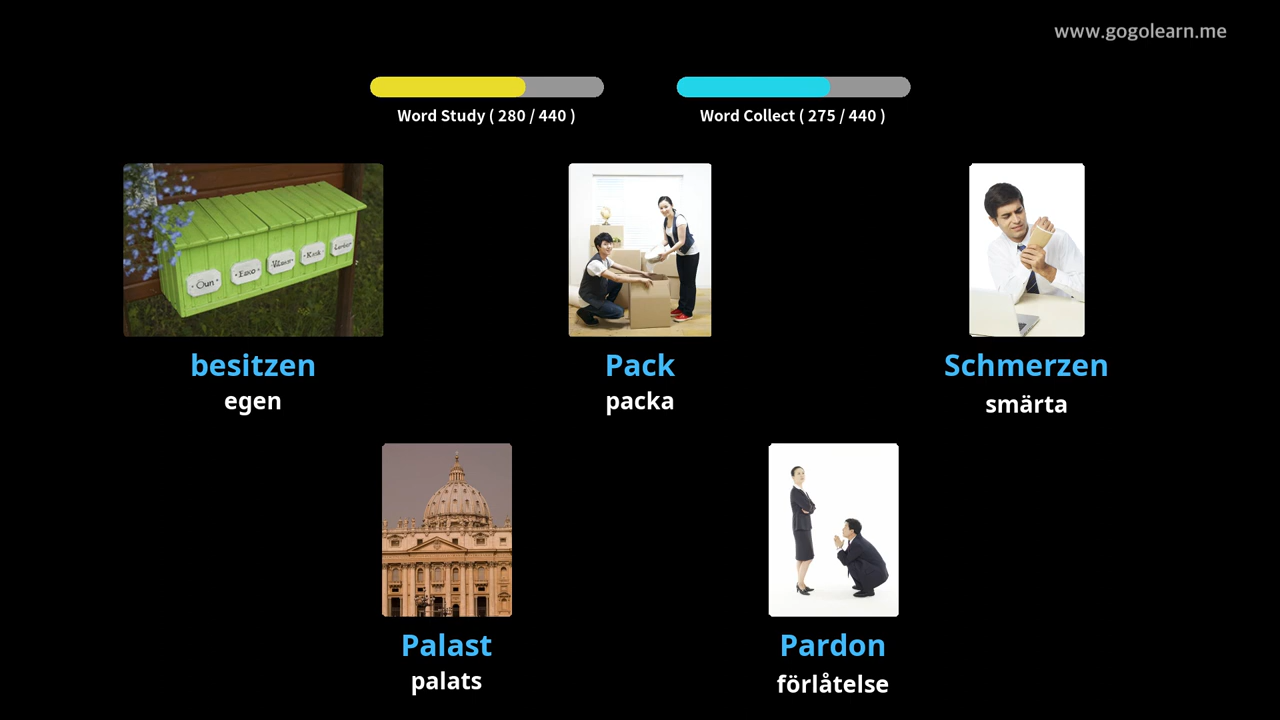 www.gogolearn.me
Word Study ( 280 / 440 )
Word Collect ( 275 / 440 )
besitzen
egen
Pack
packa
Schmerzen
smärta
Palast
palats
Pardon
förlåtelse